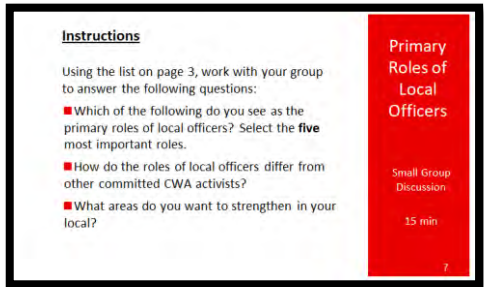 Instructions
Using the list on page 3, work with your group
to answer the following questions:
Which of the following do you see as the
primary roles of local officers? Select the five
most important roles.
How do the roles of local officers differ from
other committed CWA activists?
What areas do you want to strengthen in your
local?
Primary
Roles of
Local
Officers
Small Group
Discussion
15 min
7